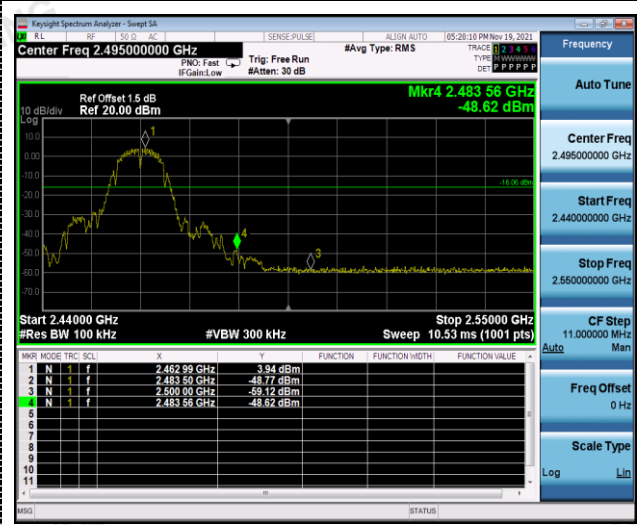 Keysight Spectrum Analyzer - Swept SA
RL RF 50 Ω AC SENSE:PULSE ALIGN AUTO 05:20:10 PM Nov 19, 2021
Center Freq 2.495000000 GHz #Avg Type: RMS TRACE 1 2 3 4 5 6
PNO: Fast Trig: Free Run TYPE M WWWWW
IFGain:Low #Atten: 30 dB DET P P P P P P
Mkr4 2.483 56 GHz
-48.62 dBm
Ref Offset 1.5 dB
10 dB/div Ref 20.00 dBm
Log
10.0
0.00
-10.0
-20.0
-30.0
-40.0
-50.0
-60.0
-70.0
1
4
3
-16.06 dBm
Start 2.44000 GHz Stop 2.55000 GHz
#Res BW 100 kHz #VBW 300 kHz Sweep 10.53 ms (1001 pts)
MKR MODE TRC SCL X Y FUNCTION FUNCTION WIDTH FUNCTION VALUE
1 N 1 f 2.462 99 GHz 3.94 dBm
2 N 1 f 2.483 50 GHz -48.77 dBm
3 N 1 f 2.500 00 GHz -59.12 dBm
4 N 1 f 2.483 56 GHz -48.62 dBm
5
6
7
8
9
10
11
MSG STATUS
Frequency
Auto Tune
Center Freq
2.495000000 GHz
Start Freq
2.440000000 GHz
Stop Freq
2.550000000 GHz
CF Step
11.000000 MHz
Auto Man
Freq Offset
0 Hz
Scale Type
Log Lin